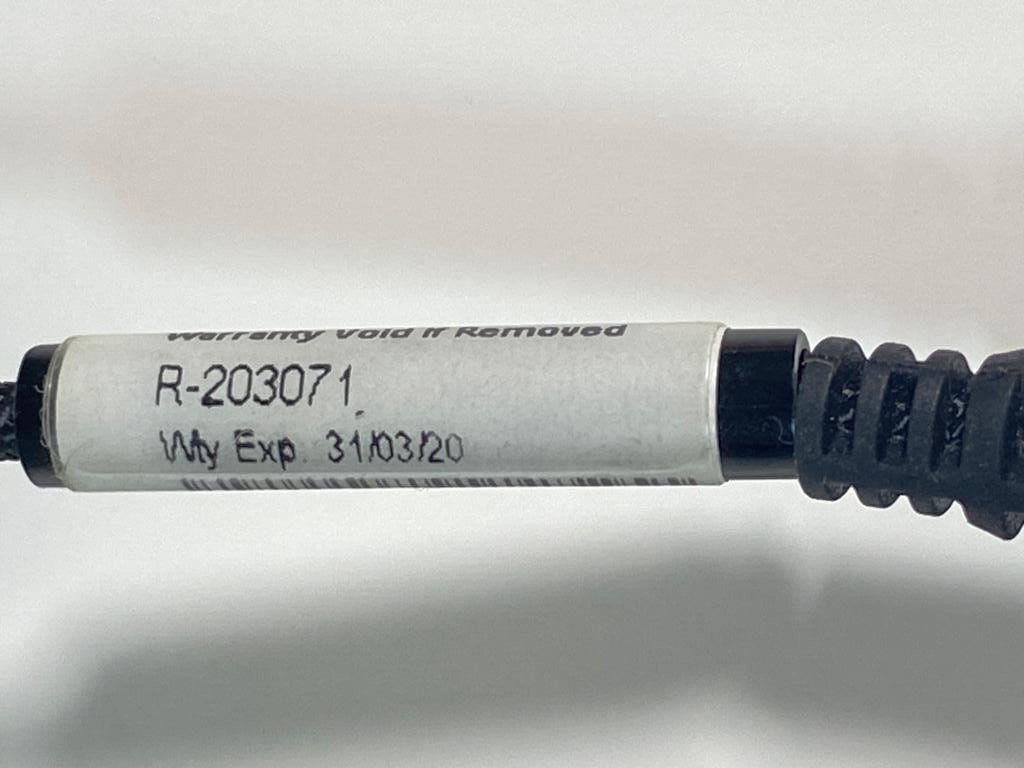 Warranty Void If Removed
R-203071
Wty Exp. 31/03/20